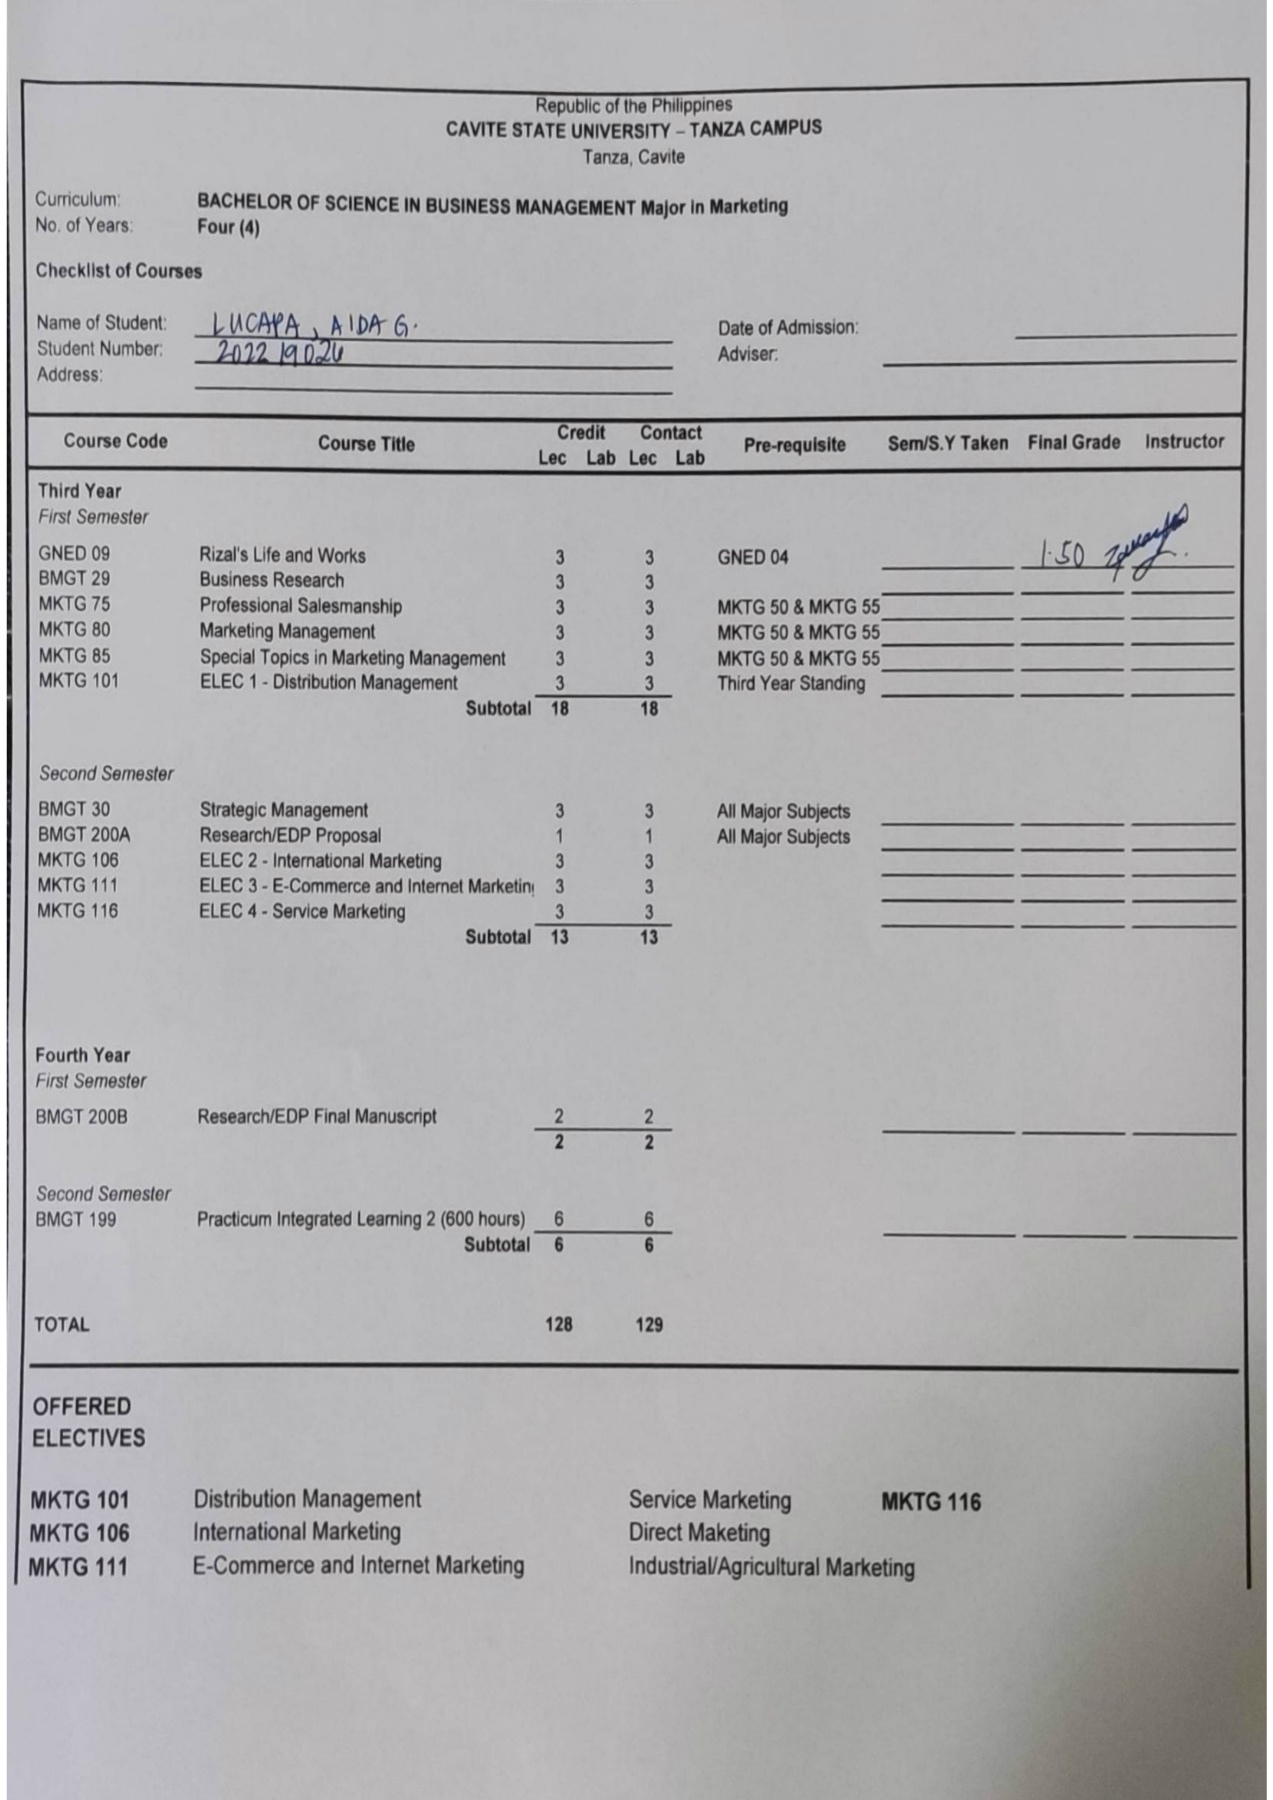 Republic of the Philippines
CAVITE STATE UNIVERSITY – TANZA CAMPUS
Tanza, Cavite
Curriculum: BACHELOR OF SCIENCE IN BUSINESS MANAGEMENT Major in Marketing
No. of Years: Four (4)
Checklist of Courses
Name of Student: LUCAPA, AIDA G. Date of Admission:
Student Number: 202219026 Adviser:
Address:
Course Code Course Title Credit Contact Pre-requisite Sem/S.Y Taken Final Grade Instructor
Lec Lab Lec Lab
Third Year
First Semester
GNED 09 Rizal's Life and Works 3 3 GNED 04 1.50
BMGT 29 Business Research 3 3
MKTG 75 Professional Salesmanship 3 3 MKTG 50 & MKTG 55
MKTG 80 Marketing Management 3 3 MKTG 50 & MKTG 55
MKTG 85 Special Topics in Marketing Management 3 3 MKTG 50 & MKTG 55
MKTG 101 ELEC 1 - Distribution Management 3 3 Third Year Standing
Subtotal 18 18
Second Semester
BMGT 30 Strategic Management 3 3 All Major Subjects
BMGT 200A Research/EDP Proposal 1 1 All Major Subjects
MKTG 106 ELEC 2 - International Marketing 3 3
MKTG 111 ELEC 3 - E-Commerce and Internet Marketin 3 3
MKTG 116 ELEC 4 - Service Marketing 3 3
Subtotal 13 13
Fourth Year
First Semester
BMGT 200B Research/EDP Final Manuscript 2 2
2 2
Second Semester
BMGT 199 Practicum Integrated Learning 2 (600 hours) 6 6
Subtotal 6 6
TOTAL 128 129
OFFERED
ELECTIVES
MKTG 101 Distribution Management Service Marketing MKTG 116
MKTG 106 International Marketing Direct Maketing
MKTG 111 E-Commerce and Internet Marketing Industrial/Agricultural Marketing